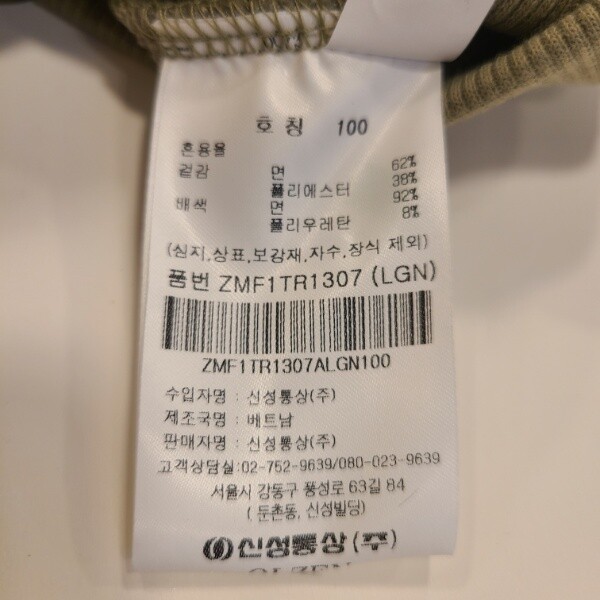 호칭 100
혼용율
겉감 면 62%
폴리에스터 38%
배색 면 92%
폴리우레탄 8%
(심지,상표,보강재,자수,장식 제외)
품번 ZMF1TR1307 (LGN)
ZMF1TR1307ALGN100
수입자명 : 신성통상(주)
제조국명 : 베트남
판매자명 : 신성통상(주)
고객상담실:02-752-9639/080-023-9639
서울시 강동구 풍성로 63길 84
( 둔촌동, 신성빌딩)
신성통상(주)
OLZEN